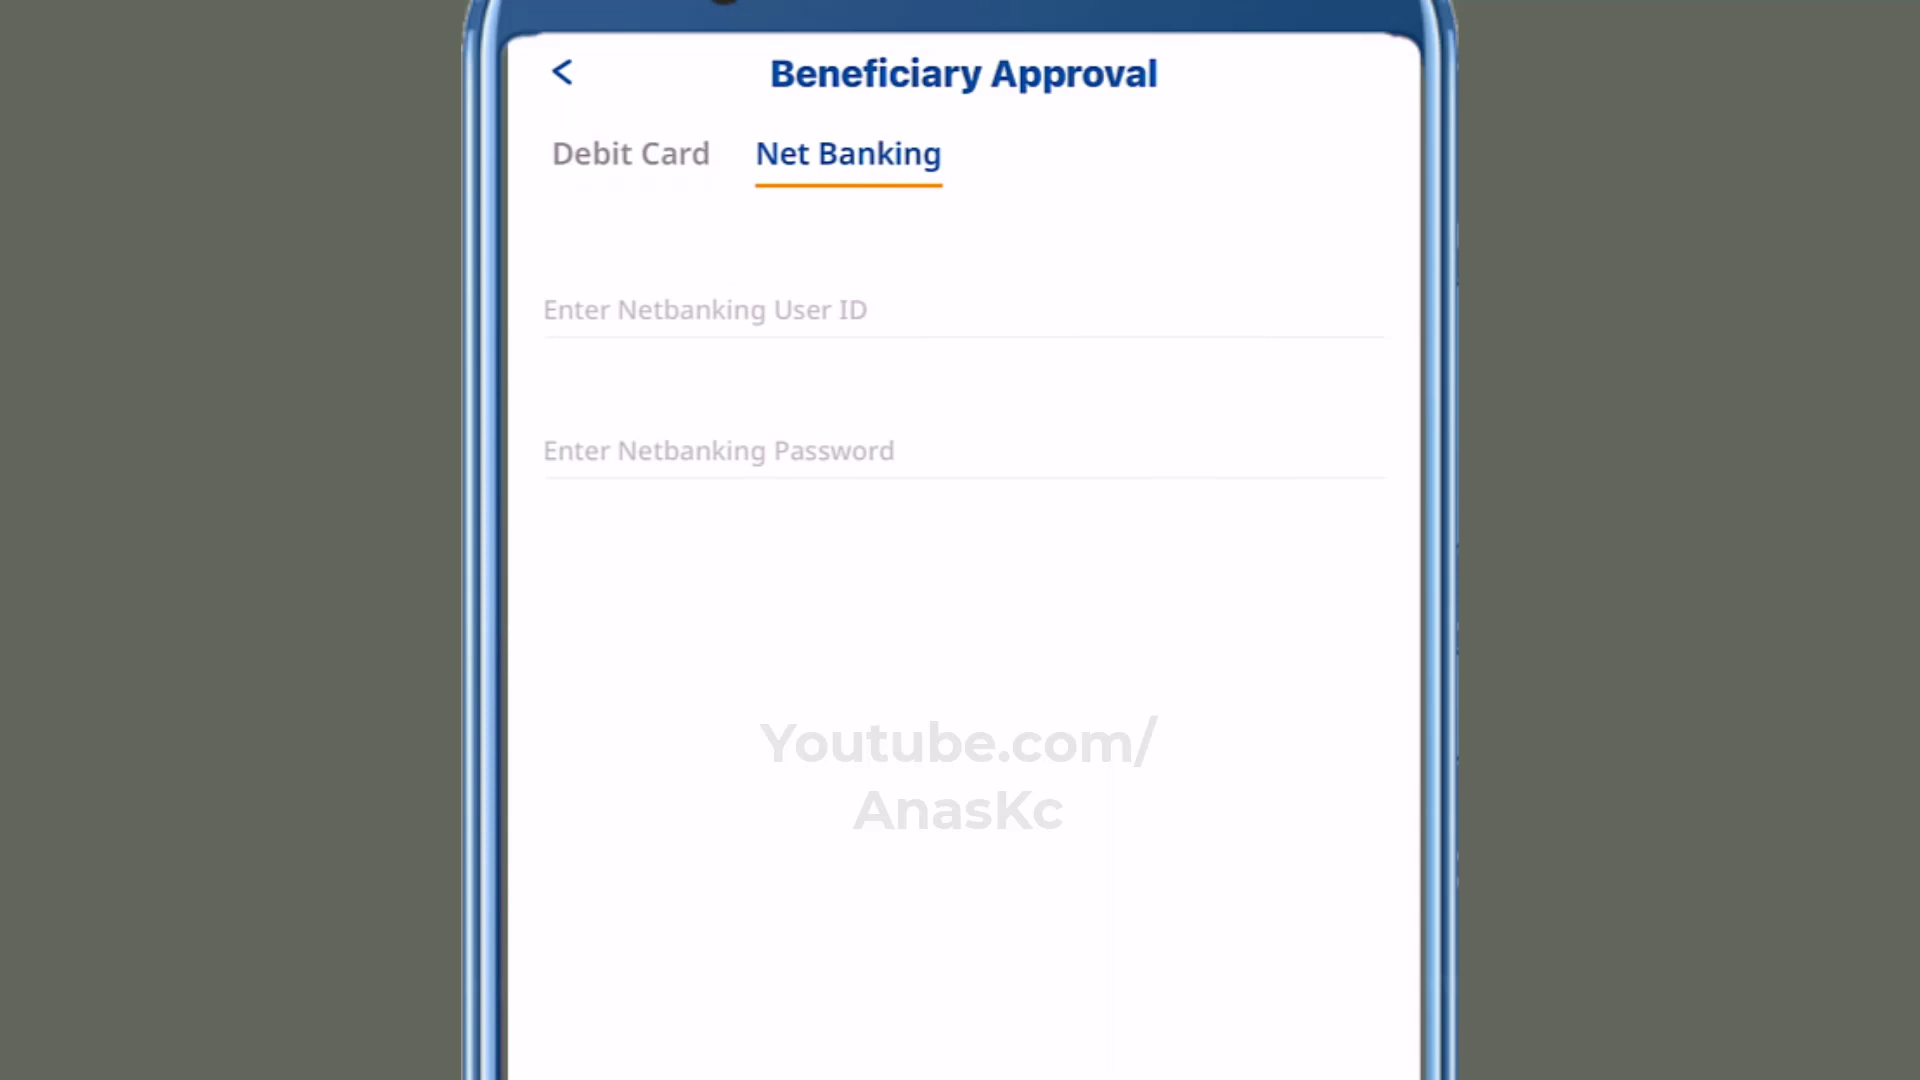 Beneficiary Approval
Debit Card Net Banking
Enter Netbanking User ID
Enter Netbanking Password
Youtube.com/
AnasKc